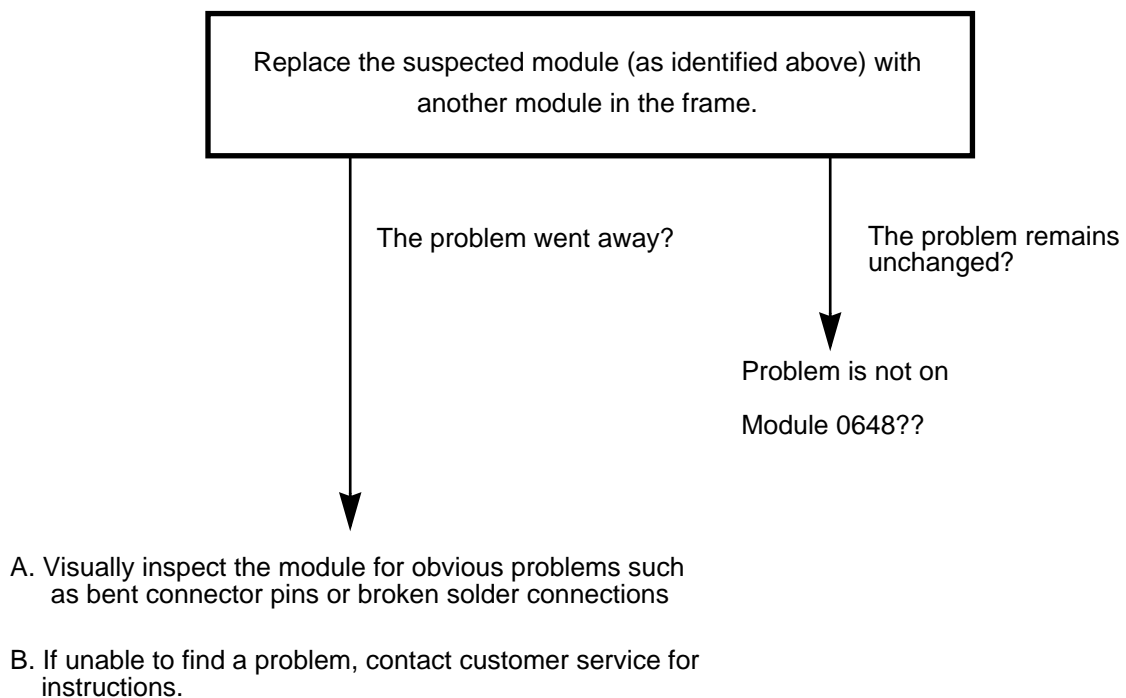 Replace the suspected module (as identified above) with
another module in the frame.
The problem went away?
The problem remains
unchanged?
Problem is not on
Module 0648??
A. Visually inspect the module for obvious problems such
as bent connector pins or broken solder connections
B. If unable to find a problem, contact customer service for
instructions.